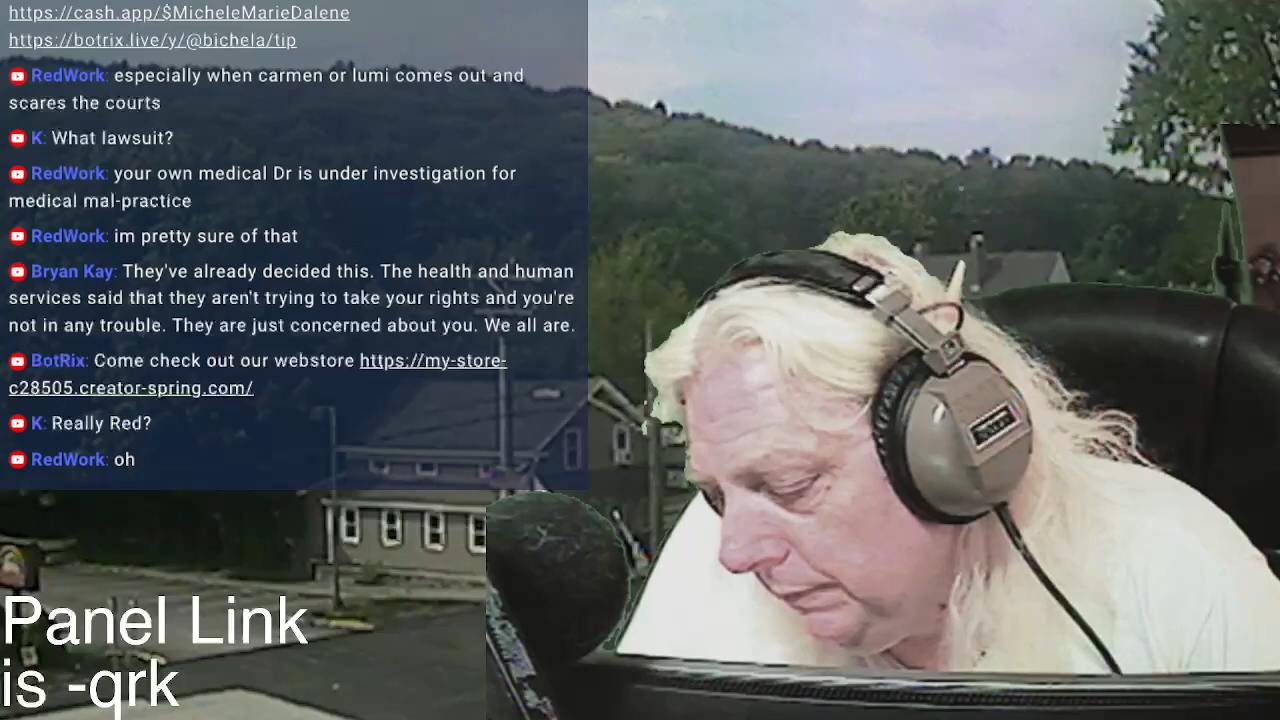 https://cash.app/$MicheleMarieDalene
https://botrix.live/y/@bichela/tip
RedWork: especially when carmen or lumi comes out and
scares the courts
K: What lawsuit?
RedWork: your own medical Dr is under investigation for
medical mal-practice
RedWork: im pretty sure of that
Bryan Kay: They've already decided this. The health and human
services said that they aren't trying to take your rights and you're
not in any trouble. They are just concerned about you. We all are.
BotRix: Come check out our webstore https://my-store-
c28505.creator-spring.com/
K: Really Red?
RedWork: oh
Panel Link
is -qrk